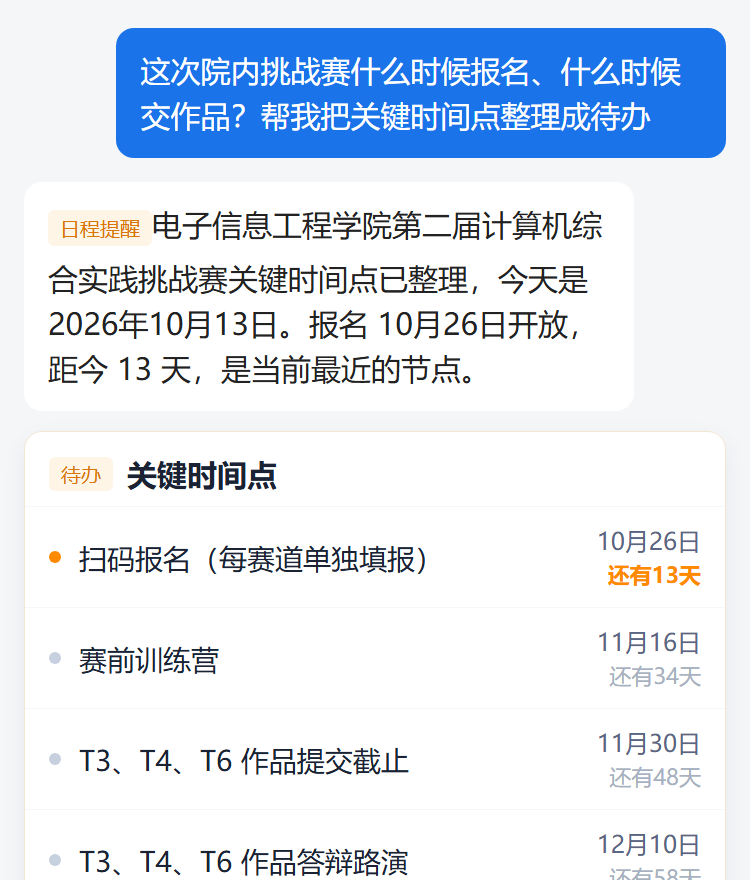 这次院内挑战赛什么时候报名、什么时候
交作品？帮我把关键时间点整理成待办
日程提醒 电子信息工程学院第二届计算机综
合实践挑战赛关键时间点已整理，今天是
2026年10月13日。报名 10月26日开放，
距今 13 天，是当前最近的节点。
待办 关键时间点
扫码报名（每赛道单独填报）
10月26日
还有13天
赛前训练营
11月16日
还有34天
T3、T4、T6 作品提交截止
11月30日
还有48天
T3、T4、T6 作品答辩路演
12月10日
还有58天